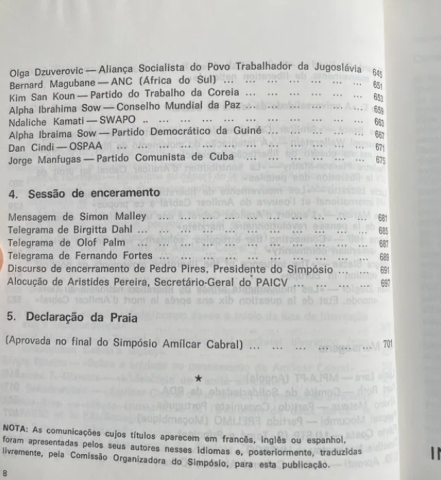 Olga Dzuverovic — Aliança Socialista do Povo Trabalhador da Jugoslávia 645
Bernard Magubane — ANC (África do Sul) ... ... ... ... ... ... ... ... 651
Kim San Koun — Partido do Trabalho da Coreia ... ... ... ... ... ... 653
Alpha Ibrahima Sow — Conselho Mundial da Paz ... ... ... ... ... ... 659
Ndaliche Kamati — SWAPO .. ... ... ... ... ... ... ... ... ... ... 663
Alpha Ibraima Sow — Partido Democrático da Guiné ... ... ... ... ... 667
Dan Cindi — OSPAA ... ... ... ... ... ... ... ... ... ... ... ... 671
Jorge Manfugas — Partido Comunista de Cuba ... ... ... ... ... ... 675
4. Sessão de enceramento
Mensagem de Simon Malley ... ... ... ... ... ... ... ... ... ... 681
Telegrama de Birgitta Dahl ... ... ... ... ... ... ... ... ... ... 685
Telegrama de Olof Palm ... ... ... ... ... ... ... ... ... ... ... 687
Telegrama de Fernando Fortes ... ... ... ... ... ... ... ... ... ... 689
Discurso de encerramento de Pedro Pires, Presidente do Simpósio ... ... 691
Alocução de Aristides Pereira, Secretário-Geral do PAICV ... ... ... ... 697
5. Declaração da Praia
(Aprovada no final do Simpósio Amílcar Cabral) ... ... ... ... ... ... 701
★
NOTA: As comunicações cujos títulos aparecem em francês, inglês ou espanhol,
foram apresentadas pelos seus autores nesses idiomas e, posteriormente, traduzidas
livremente, pela Comissão Organizadora do Simpósio, para esta publicação.
8